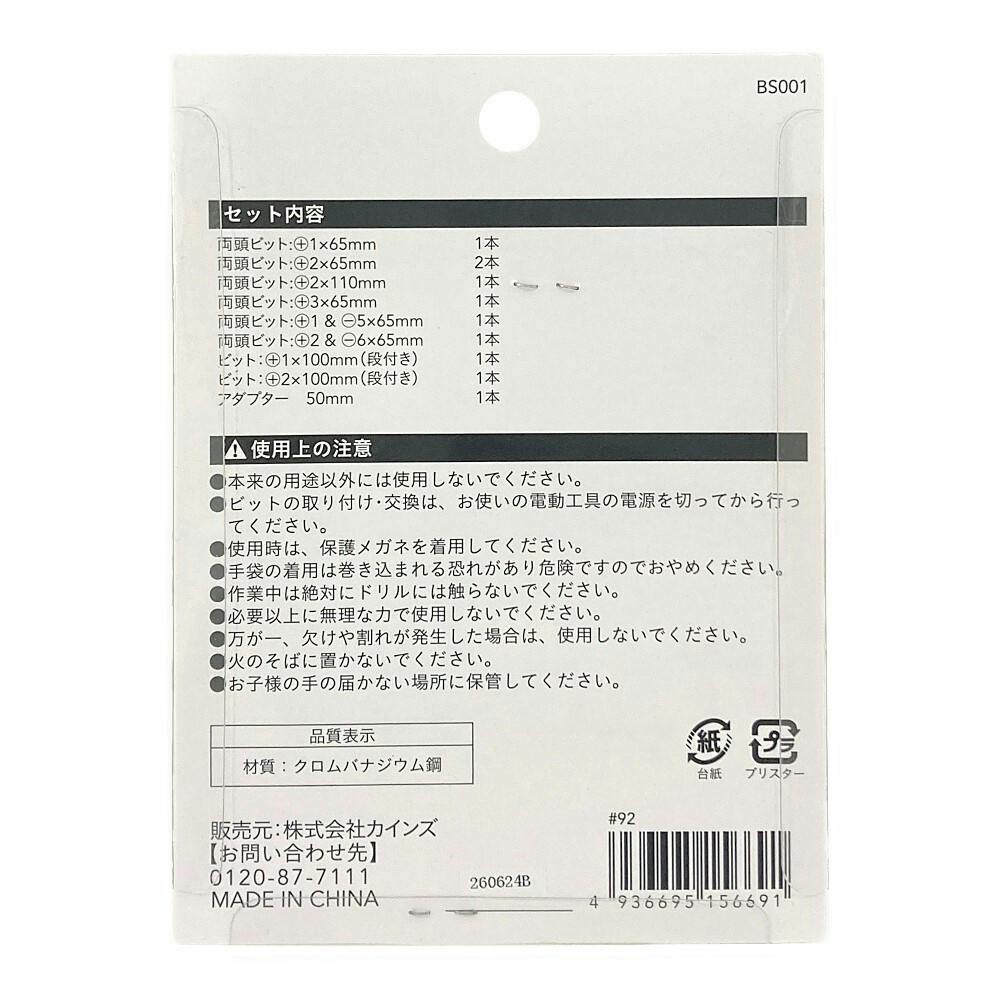 BS001
セット内容
両頭ビット:⊕1×65mm 1本
両頭ビット:⊕2×65mm 2本
両頭ビット:⊕2×110mm 1本
両頭ビット:⊕3×65mm 1本
両頭ビット:⊕1 & ⊖5×65mm 1本
両頭ビット:⊕2 & ⊖6×65mm 1本
ビット:⊕1×100mm(段付き) 1本
ビット:⊕2×100mm(段付き) 1本
アダプター 50mm 1本
⚠使用上の注意
●本来の用途以外には使用しないでください。
●ビットの取り付け・交換は、お使いの電動工具の電源を切ってから行っ
てください。
●使用時は、保護メガネを着用してください。
●手袋の着用は巻き込まれる恐れがあり危険ですのでおやめください。
●作業中は絶対にドリルには触らないでください。
●必要以上に無理な力で使用しないでください。
●万が一、欠けや割れが発生した場合は、使用しないでください。
●火のそばに置かないでください。
●お子様の手の届かない場所に保管してください。
品質表示
材質：クロムバナジウム鋼
紙
台紙
プラ
ブリスター
販売元:株式会社カインズ
【お問い合わせ先】
0120-87-7111
MADE IN CHINA
260624B
#92
4 936695 156691